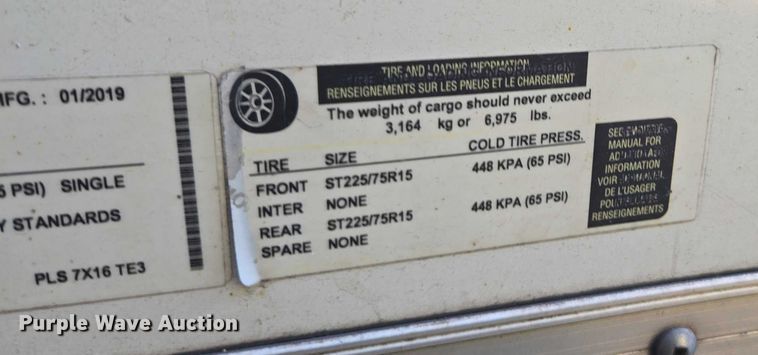 MFG. : 01/2019
5 PSI) SINGLE
Y STANDARDS
PLS 7X16 TE3
TIRE AND LOADING INFORMATION
RENSEIGNEMENTS SUR LES PNEUS ET LE CHARGEMENT
The weight of cargo should never exceed
3,164 kg or 6,975 lbs.
TIRE SIZE COLD TIRE PRESS.
FRONT ST225/75R15 448 KPA (65 PSI)
INTER NONE
REAR ST225/75R15 448 KPA (65 PSI)
SPARE NONE
SEE
MANUAL FOR
INFORMATION
VOIR
DE L'USAGER
POUR
RENSEIGNEMENTS
Purple Wave Auction